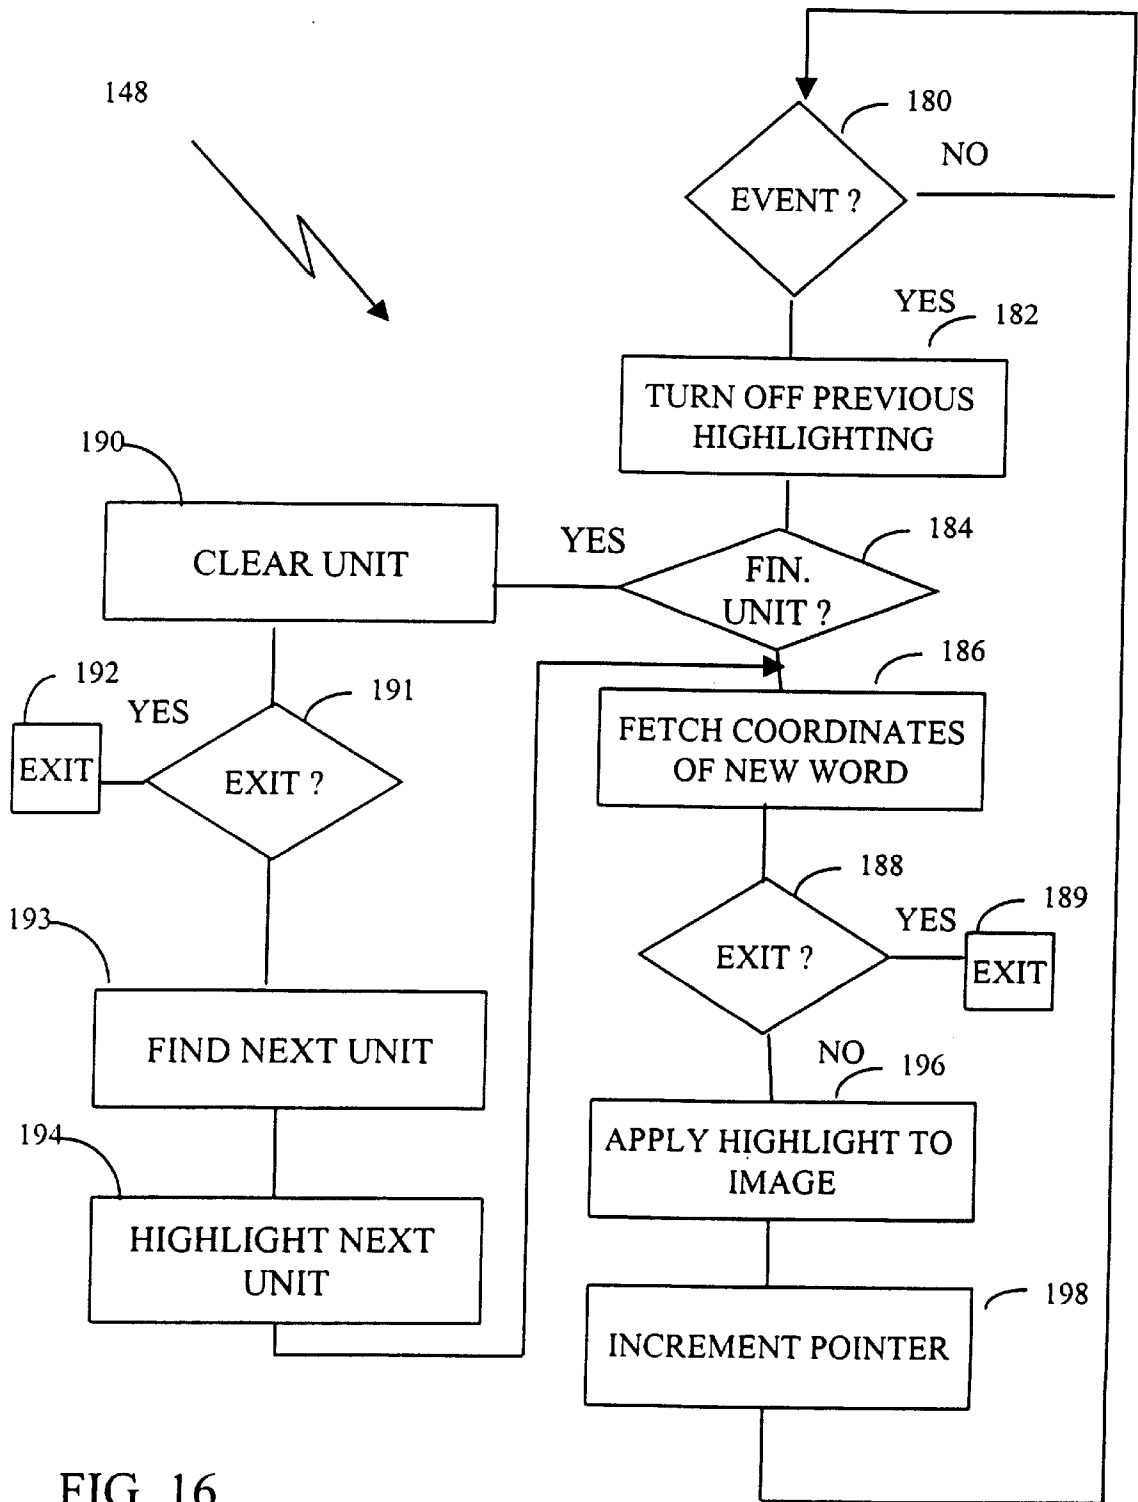 148
180
NO
EVENT ?
YES
182
TURN OFF PREVIOUS
HIGHLIGHTING
190
CLEAR UNIT
YES
184
FIN.
UNIT ?
186
FETCH COORDINATES
OF NEW WORD
192
EXIT
YES
191
EXIT ?
188
EXIT ?
YES
189
EXIT
193
FIND NEXT UNIT
NO
196
APPLY HIGHLIGHT TO
IMAGE
194
HIGHLIGHT NEXT
UNIT
198
INCREMENT POINTER
FIG. 16